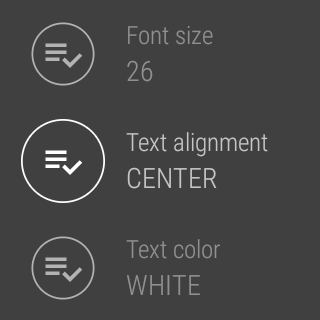 Font size
26
Text alignment
CENTER
Text color
WHITE